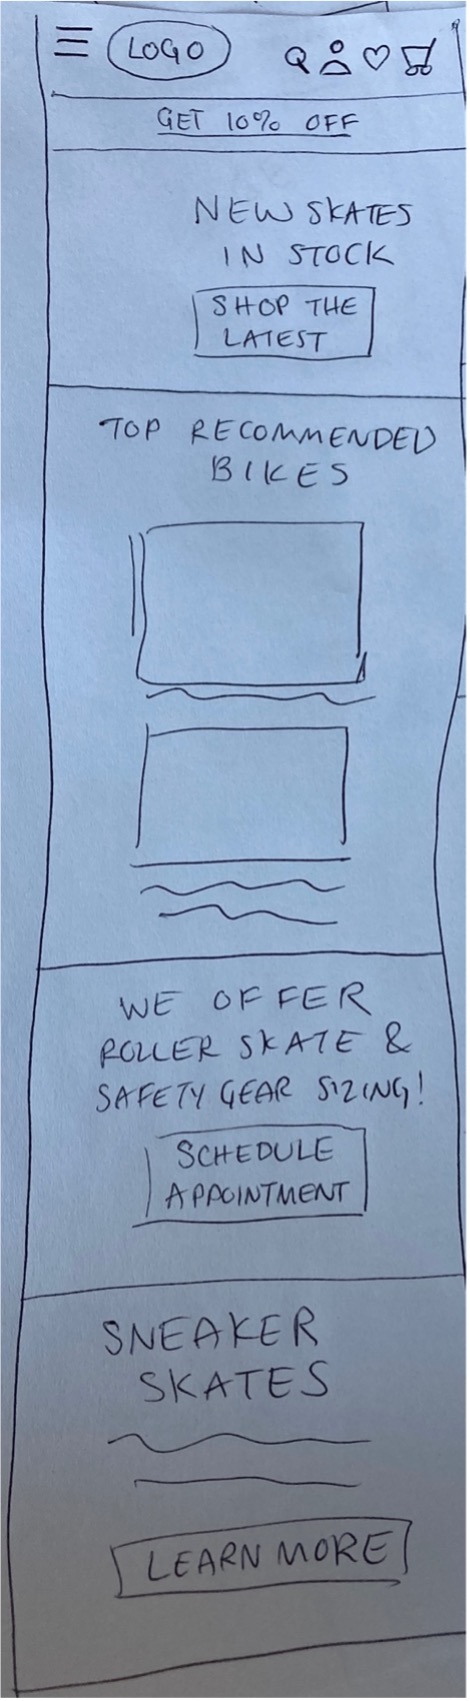 LOGO
GET 10% OFF
NEW SKATES
IN STOCK
SHOP THE
LATEST
TOP RECOMMENDED
BIKES
WE OFFER
ROLLER SKATE &
SAFETY GEAR SIZING!
SCHEDULE
APPOINTMENT
SNEAKER
SKATES
LEARN MORE